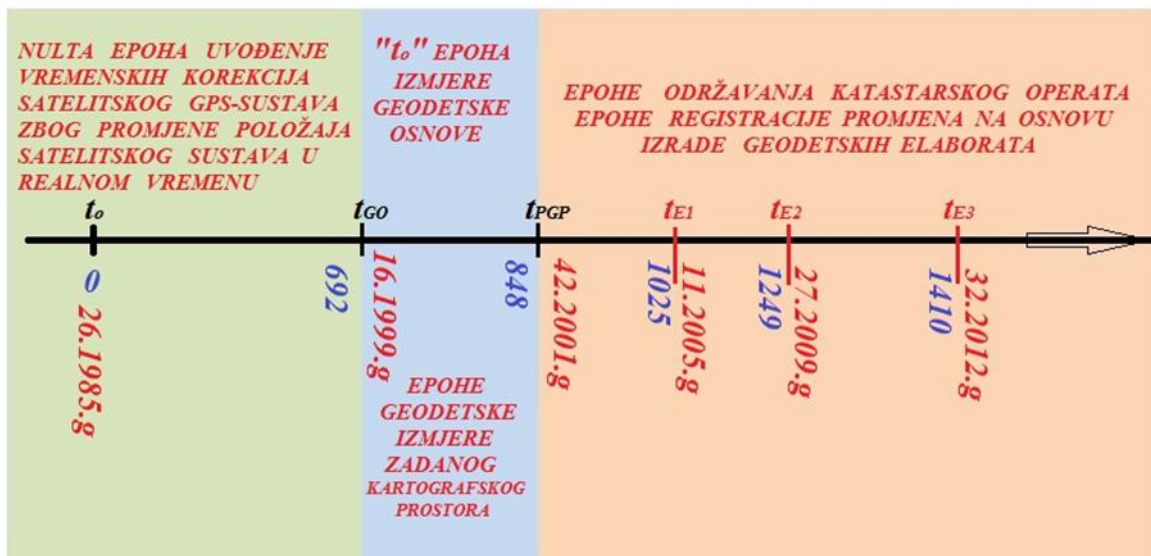 NULTA EPOHA UVOĐENJE
VREMENSKIH KOREKCIJA
SATELITSKOG GPS-SUSTAVA
ZBOG PROMJENE POLOŽAJA
SATELITSKOG SUSTAVA U
REALNOM VREMENU
"to" EPOHA
IZMJERE
GEODETSKE
OSNOVE
EPOHE ODRŽAVANJA KATASTARSKOG OPERATA
EPOHE REGISTRACIJE PROMJENA NA OSNOVU
IZRADE GEODETSKIH ELABORATA
to
tGO
tPGP
tE1
tE2
tE3
0
26.1985.g
692
16.1999.g
848
42.2001.g
1025
11.2005.g
1249
27.2009.g
1410
32.2012.g
EPOHE
GEODETSKE
IZMJERE
ZADANOG
KARTOGRAFSKOG
PROSTORA